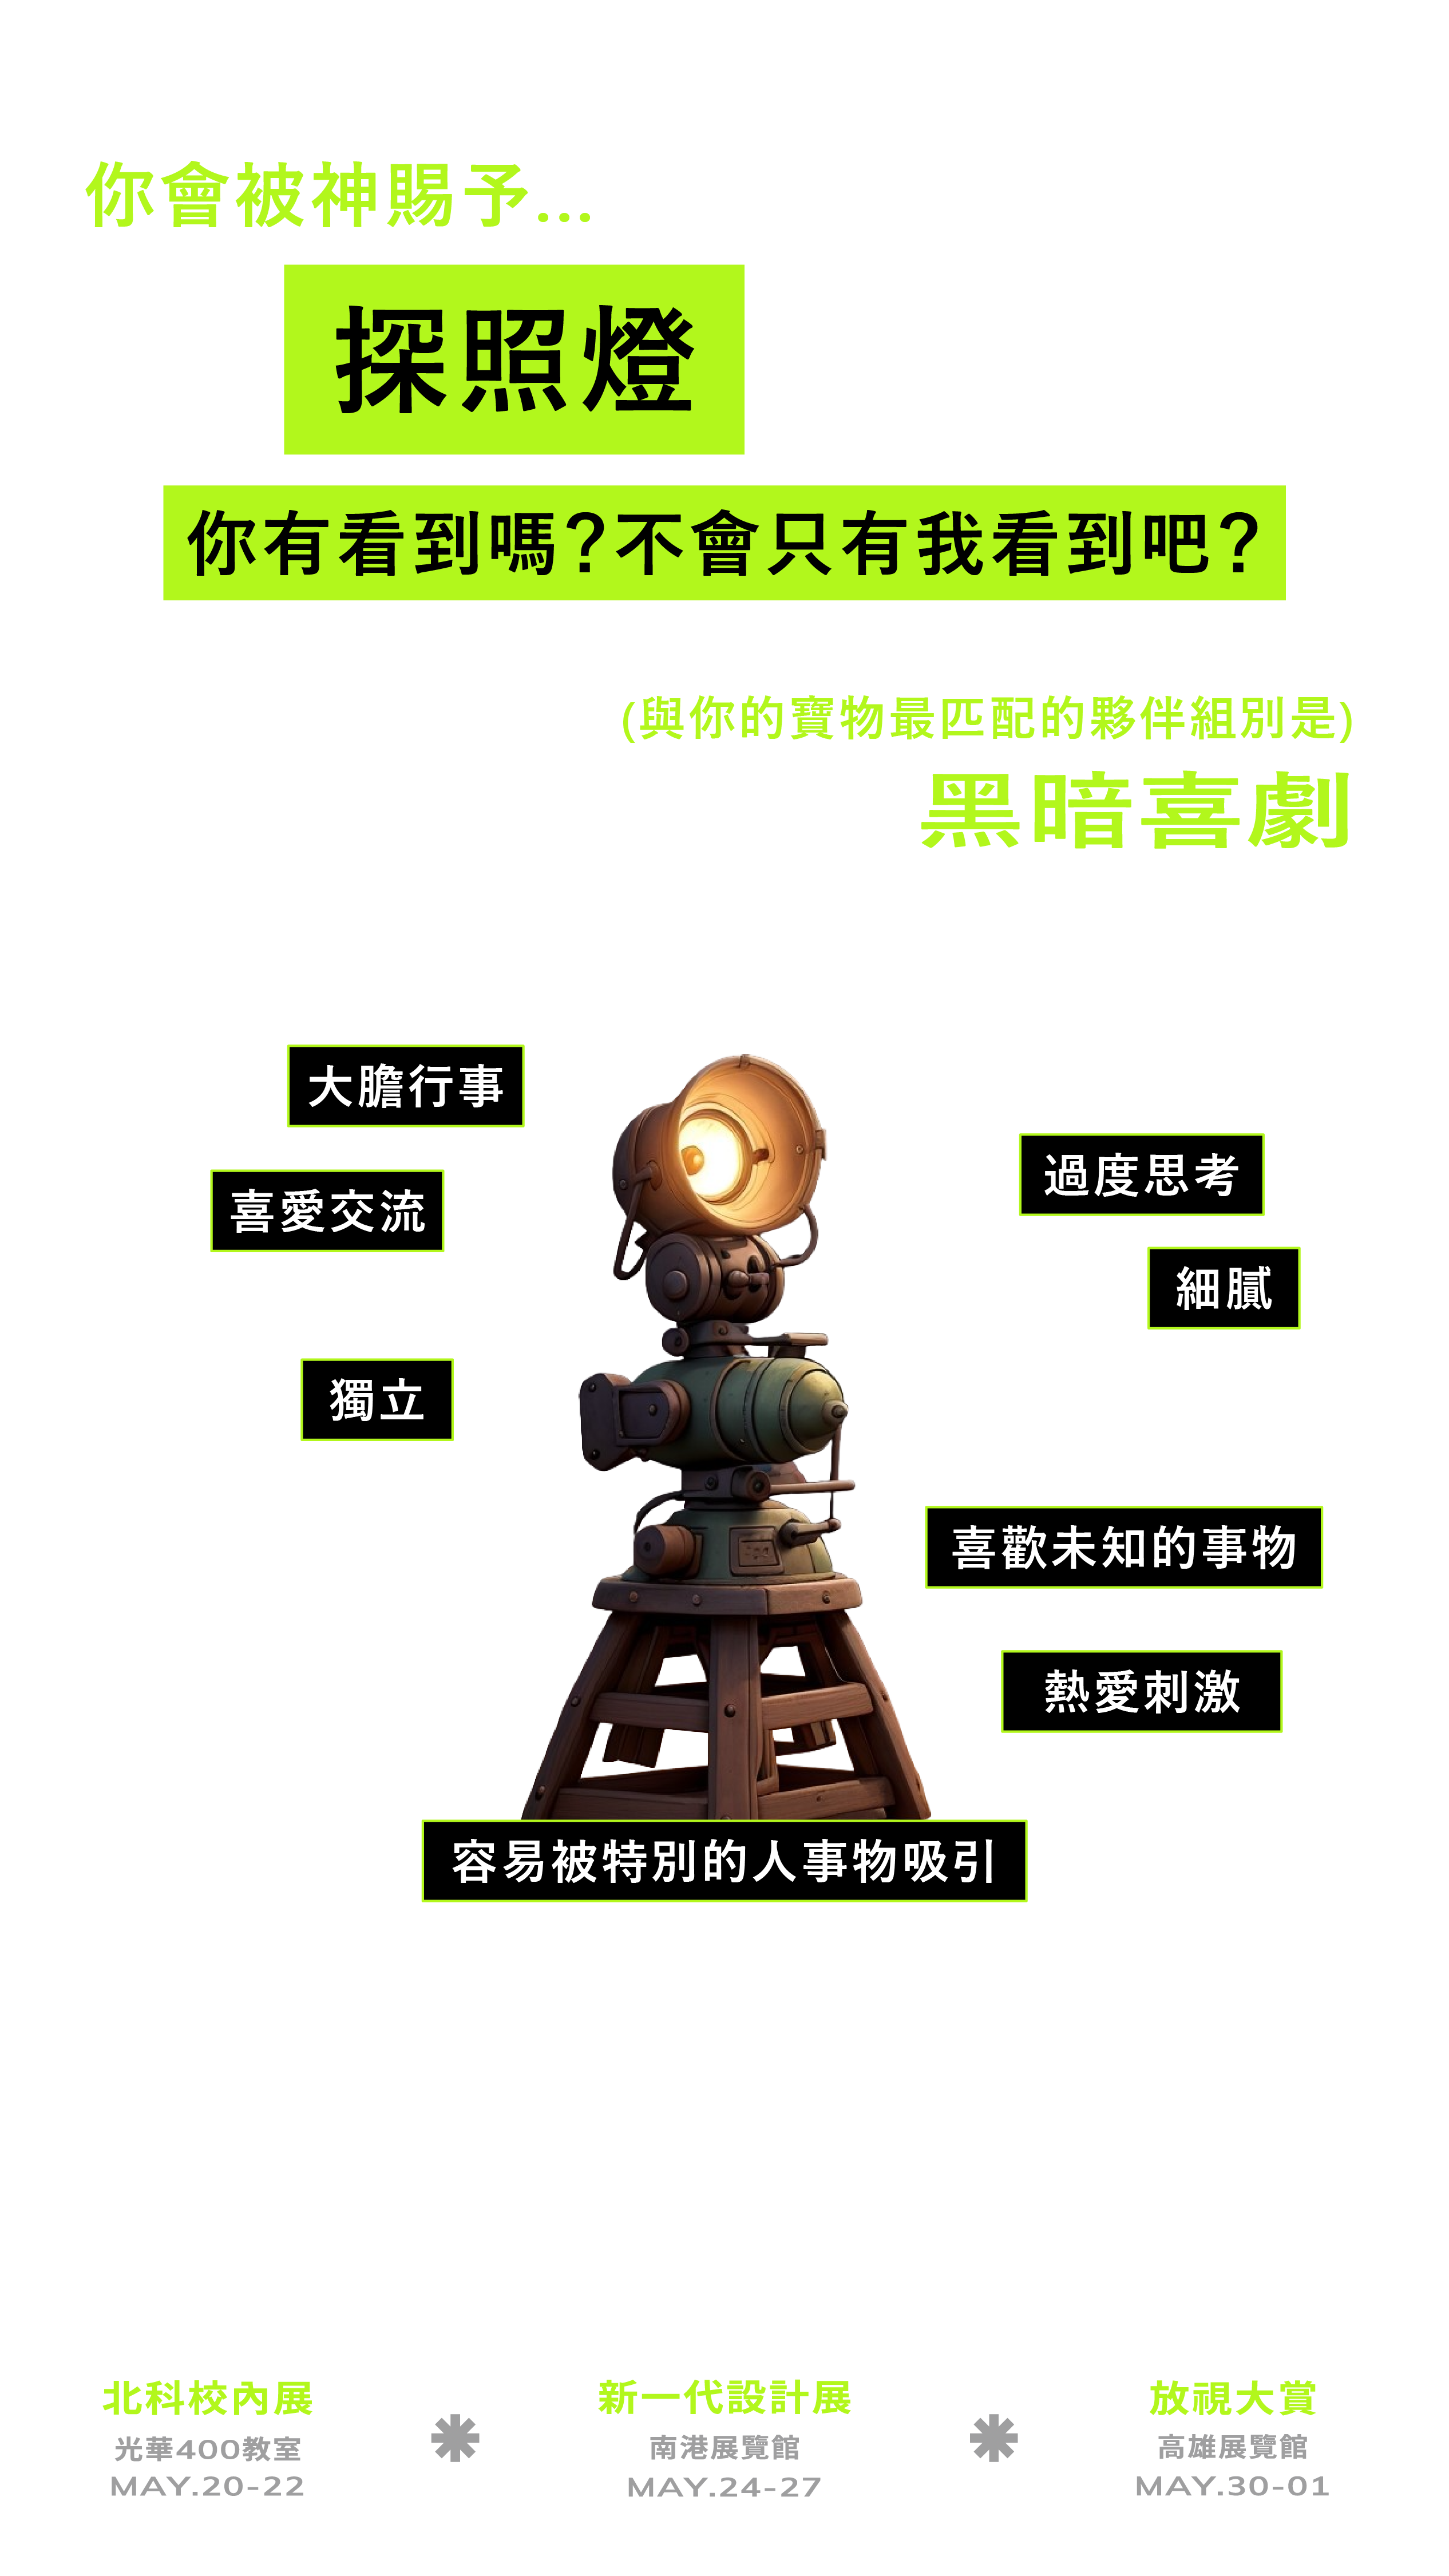 你會被神賜予...
探照燈
你有看到嗎?不會只有我看到吧?
(與你的寶物最匹配的夥伴組別是)
黑暗喜劇
大膽行事
過度思考
喜愛交流
細膩
獨立
喜歡未知的事物
熱愛刺激
容易被特別的人事物吸引
北科校內展
光華400教室
MAY.20-22
新一代設計展
南港展覽館
MAY.24-27
放視大賞
高雄展覽館
MAY.30-01